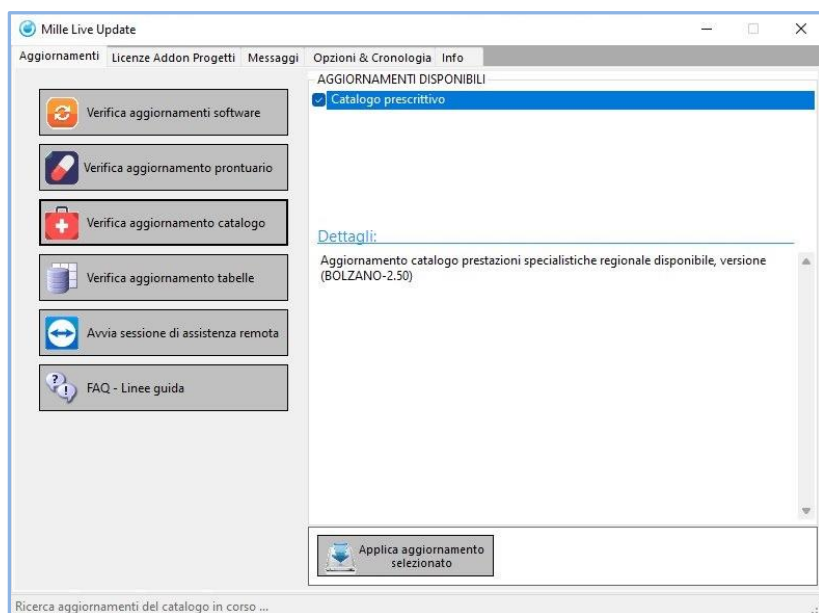 Mille Live Update
Aggiornamenti Licenze Addon Progetti Messaggi Opzioni & Cronologia Info
Verifica aggiornamenti software
Verifica aggiornamento prontuario
Verifica aggiornamento catalogo
Verifica aggiornamento tabelle
Avvia sessione di assistenza remota
FAQ - Linee guida
AGGIORNAMENTI DISPONIBILI
Catalogo prescrittivo
Dettagli:
Aggiornamento catalogo prestazioni specialistiche regionale disponibile, versione
(BOLZANO-2.50)
Applica aggiornamento
selezionato
Ricerca aggiornamenti del catalogo in corso ...